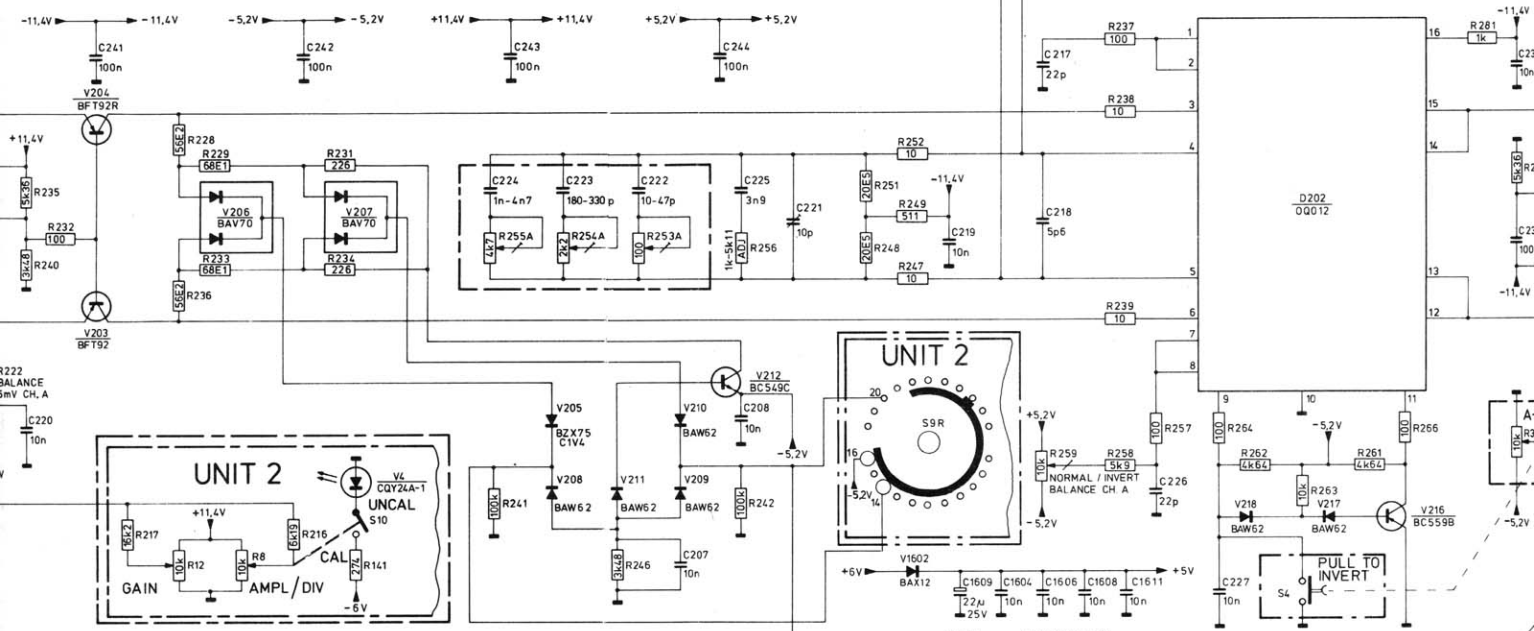 -11,4V -11,4V -5,2V -5,2V +11,4V +11,4V +5,2V +5,2V
C241 100n
C242 100n
C243 100n
C244 100n
V204
BFT92R
+11,4V
R235 5k36
R232 100
R240 3k48
V203
BFT92
R228 56E2
R229 68E1
R231 226
V206
BAV70
V207
BAV70
R233 68E1
R234 226
R236 56E2
C224
1n-4n7
C223
180-330p
C222
10-47p
R255A 4k7
R254A 2k2
R253A 100
C225
3n9
1k-5k11 ADJ R256
C221
10p
R252 10
R251 20E5
R249 511
-11,4V
C219
10n
R248 20E5
R247 10
C218
5p6
R237 100
C217
22p
R238 10
R239 10
1
2
3
4
5
6
7
8
9
10
11
12
13
14
15
16
D202
OQ012
R281 1k
-11,4V
10n
5k36
-11,4V
R222
BALANCE
CH. A
C220
10n
UNIT 2
V4
CQY24A-1
UNCAL
S10
CAL
R217 16k2
R12 10k
+11,4V
R8 10k
R216 6k19
R141 274
-6V
GAIN
AMPL/DIV
V205
BZX75
C1V4
V208
BAW62
R241 100k
V211
BAW62
V210
BAW62
V209
BAW62
R246 3k48
C207
10n
R242 100k
V212
BC549C
C208
10n
-5,2V
UNIT 2
S9R
20
16
14
-5,2V
+5,2V
R259 10k
NORMAL / INVERT
BALANCE CH. A
-5,2V
R258 5k9
R257 100
C226
22p
+6V
V1602
BAX12
+5V
C1609
22µ
25V
C1604
10n
C1606
10n
C1608
10n
C1611
10n
R264 100
R262 4k64
-5,2V
R261 4k64
R266 100
R263 10k
V218
BAW62
V217
BAW62
V216
BC559B
C227
10n
S4
PULL TO
INVERT
10k
-5,2V